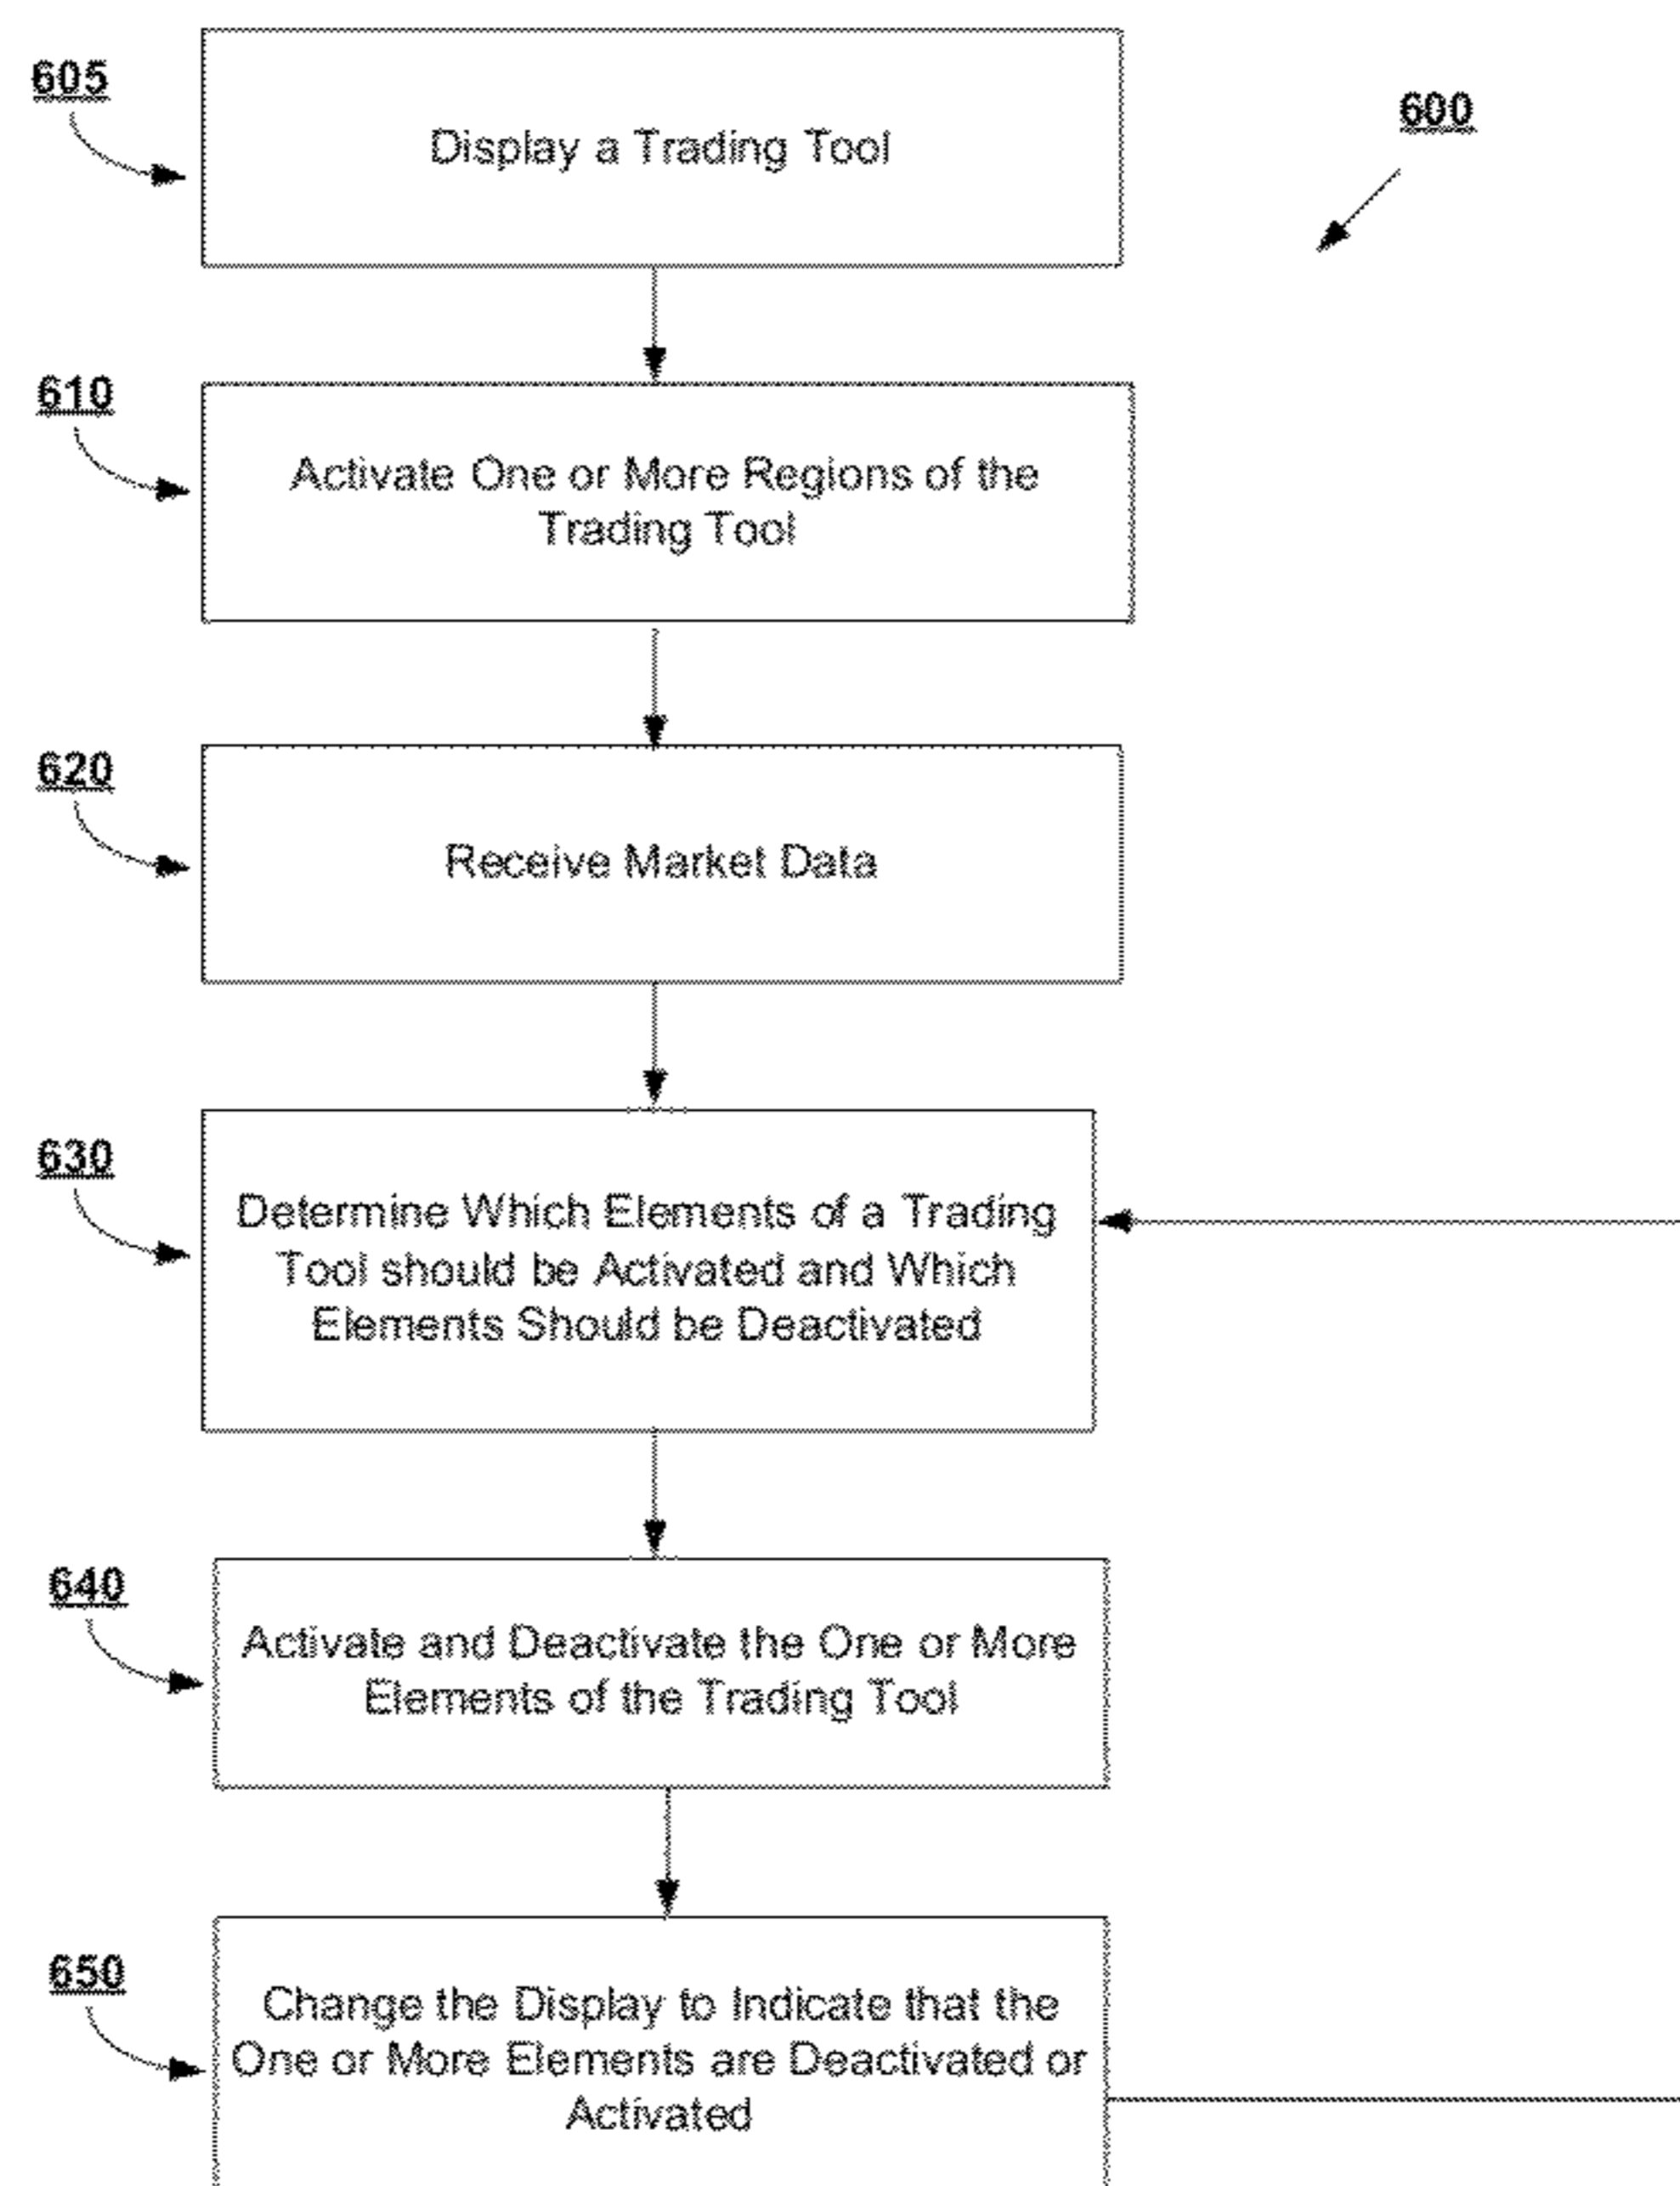 605
Display a Trading Tool
600
610
Activate One or More Regions of the
Trading Tool
620
Receive Market Data
630
Determine Which Elements of a Trading
Tool should be Activated and Which
Elements Should be Deactivated
640
Activate and Deactivate the One or More
Elements of the Trading Tool
650
Change the Display to Indicate that the
One or More Elements are Deactivated or
Activated